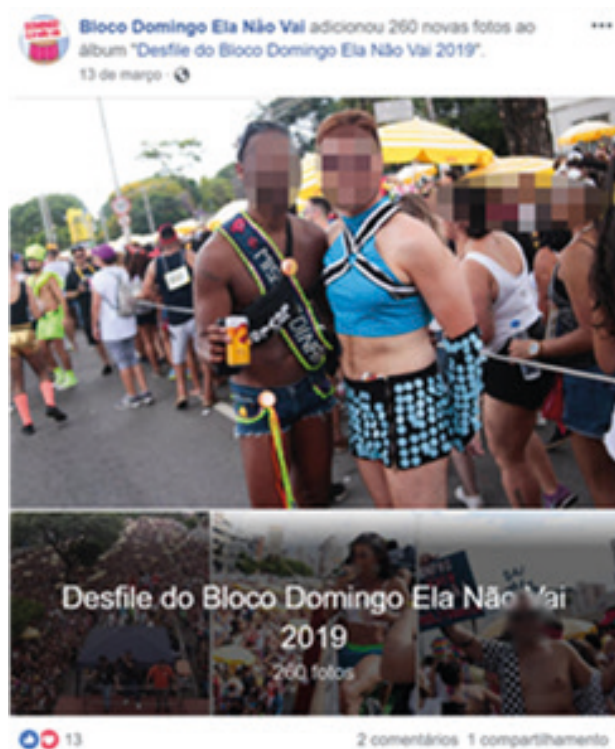 Bloco Domingo Ela Não Vai adicionou 260 novas fotos ao
álbum "Desfile do Bloco Domingo Ela Não Vai 2019".
13 de março
Desfile do Bloco Domingo Ela Não Vai
2019
260 fotos
13
2 comentários 1 compartilhamento